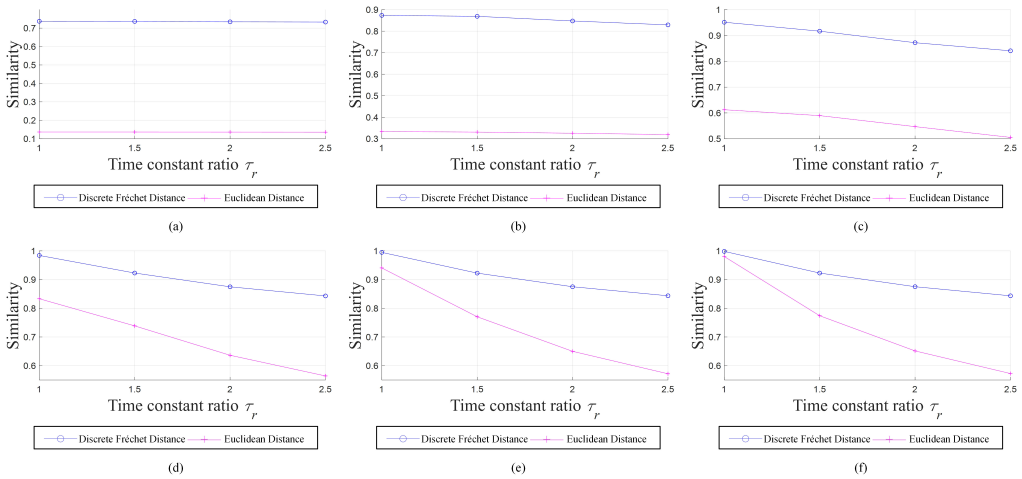 0.7
0.6
0.5
0.4
0.3
0.2
0.1
Similarity
1
1.5
2
2.5
Time constant ratio τr
Discrete Fréchet Distance
Euclidean Distance
(a)
0.9
0.8
0.7
0.6
0.5
0.4
0.3
Similarity
1
1.5
2
2.5
Time constant ratio τr
Discrete Fréchet Distance
Euclidean Distance
(b)
1
0.9
0.8
0.7
0.6
0.5
Similarity
1
1.5
2
2.5
Time constant ratio τr
Discrete Fréchet Distance
Euclidean Distance
(c)
1
0.9
0.8
0.7
0.6
Similarity
1
1.5
2
2.5
Time constant ratio τr
Discrete Fréchet Distance
Euclidean Distance
(d)
1
0.9
0.8
0.7
0.6
Similarity
1
1.5
2
2.5
Time constant ratio τr
Discrete Fréchet Distance
Euclidean Distance
(e)
1
0.9
0.8
0.7
0.6
Similarity
1
1.5
2
2.5
Time constant ratio τr
Discrete Fréchet Distance
Euclidean Distance
(f)